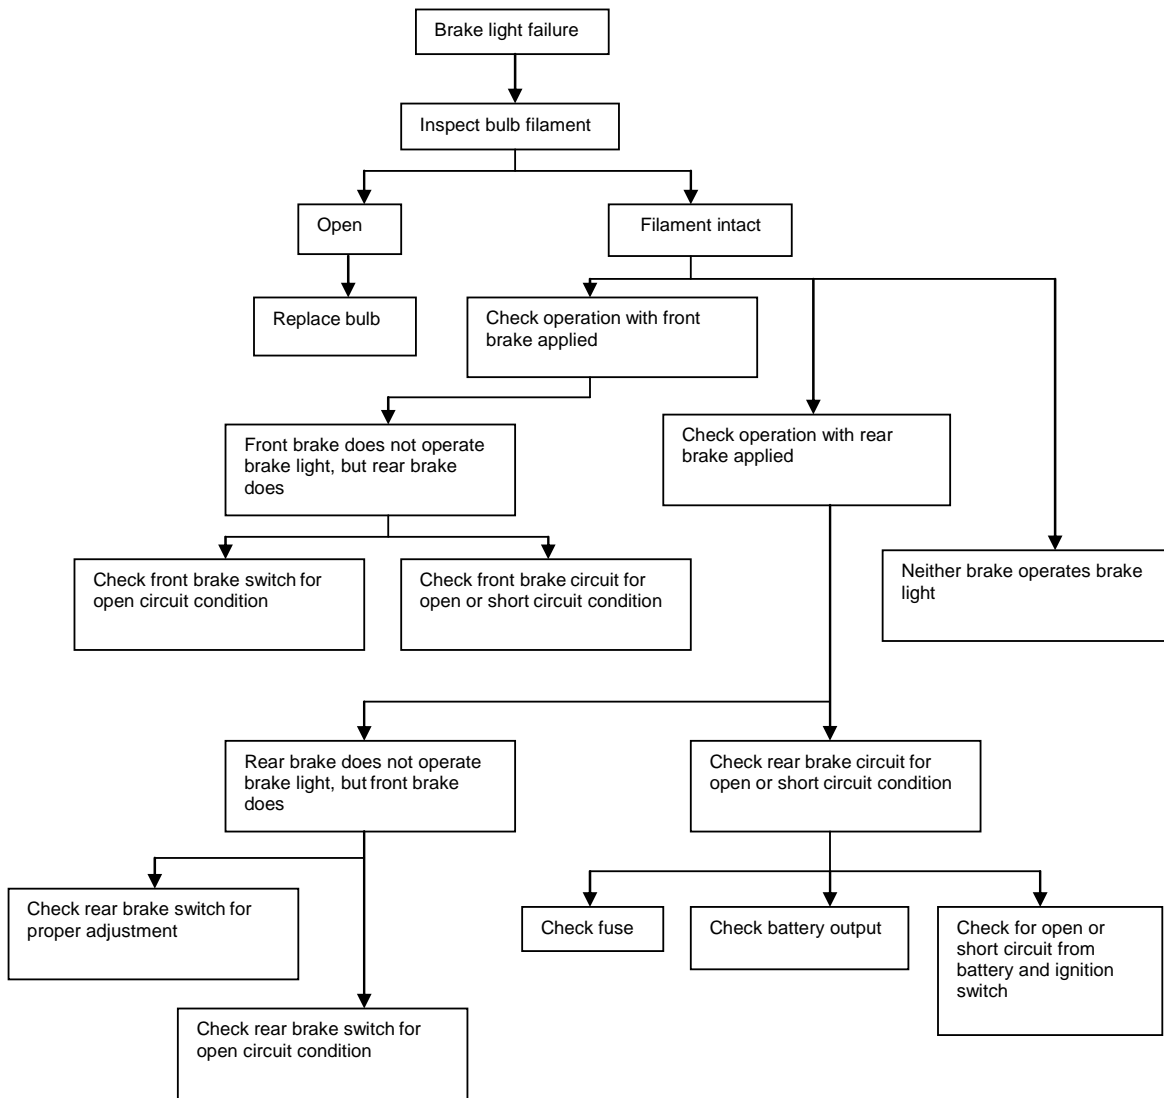 Brake light failure
Inspect bulb filament
Open
Filament intact
Replace bulb
Check operation with front
brake applied
Check operation with rear
brake applied
Front brake does not operate
brake light, but rear brake
does
Neither brake operates brake
light
Check front brake switch for
open circuit condition
Check front brake circuit for
open or short circuit condition
Rear brake does not operate
brake light, but front brake
does
Check rear brake circuit for
open or short circuit condition
Check rear brake switch for
proper adjustment
Check fuse
Check battery output
Check for open or
short circuit from
battery and ignition
switch
Check rear brake switch for
open circuit condition